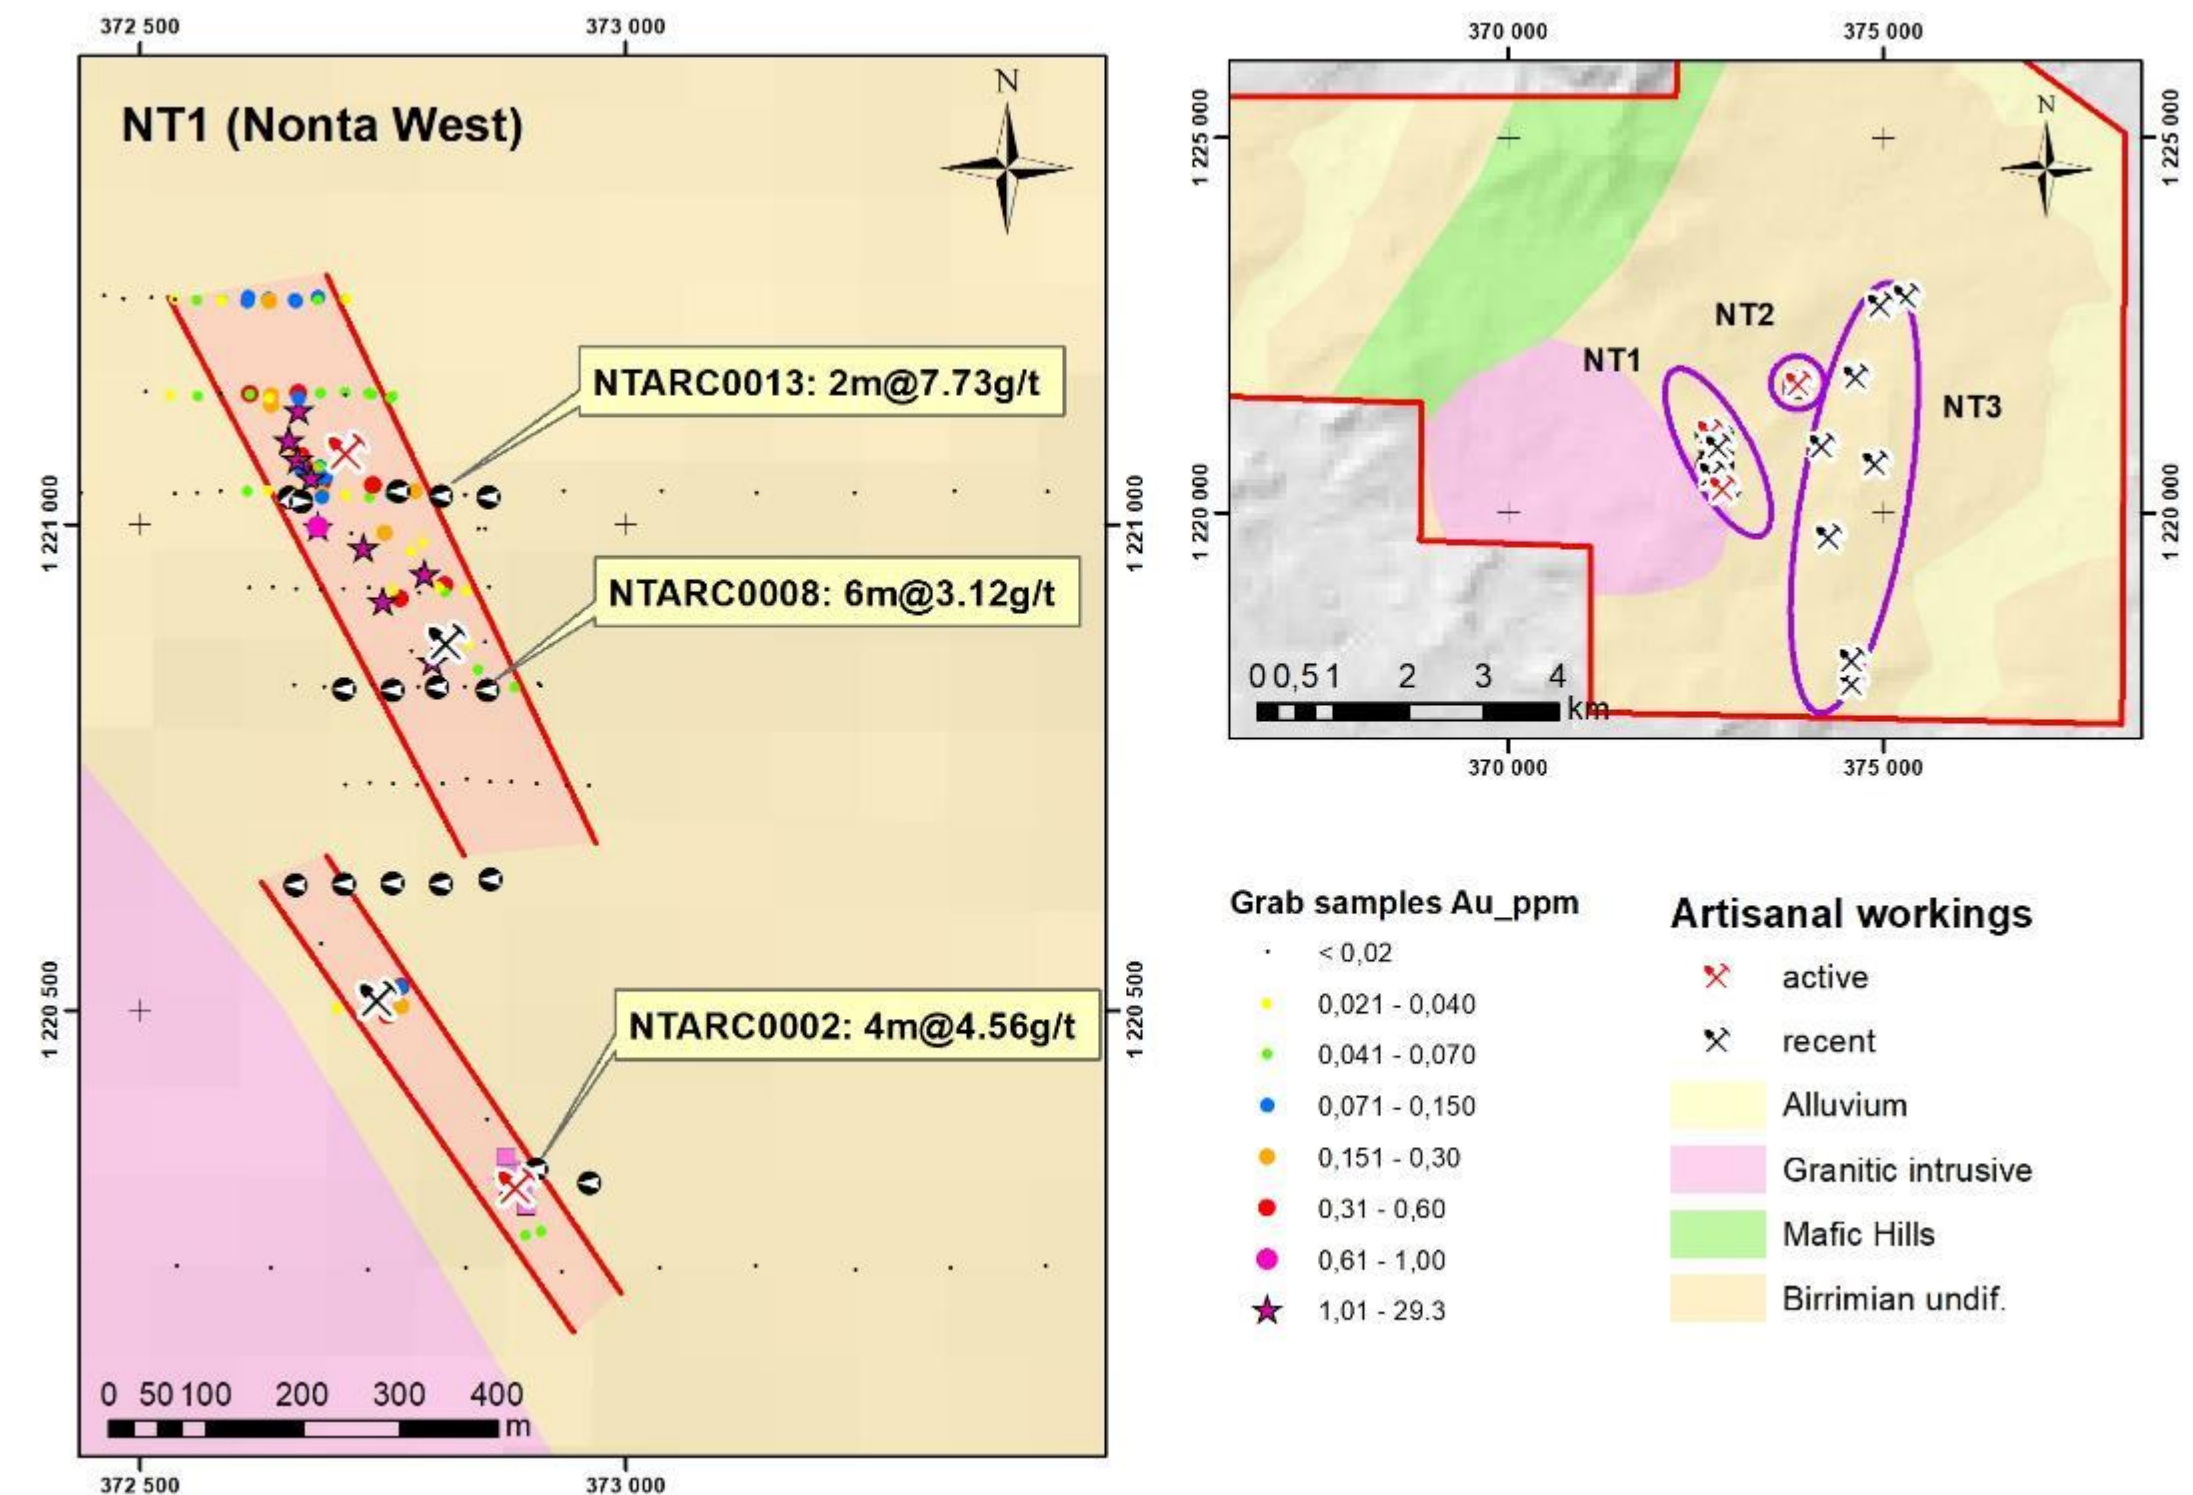 372 500 373 000
NT1 (Nonta West)
N
NTARC0013: 2m@7.73g/t
1 221 000 1 221 000
NTARC0008: 6m@3.12g/t
1 220 500 1 220 500
NTARC0002: 4m@4.56g/t
0 50 100 200 300 400
m
372 500 373 000
370 000 375 000
1 225 000 1 225 000
N
NT2
NT1
NT3
1 220 000 1 220 000
0 0,5 1 2 3 4
km
370 000 375 000
Grab samples Au_ppm
< 0,02
0,021 - 0,040
0,041 - 0,070
0,071 - 0,150
0,151 - 0,30
0,31 - 0,60
0,61 - 1,00
1,01 - 29.3
Artisanal workings
active
recent
Alluvium
Granitic intrusive
Mafic Hills
Birrimian undif.